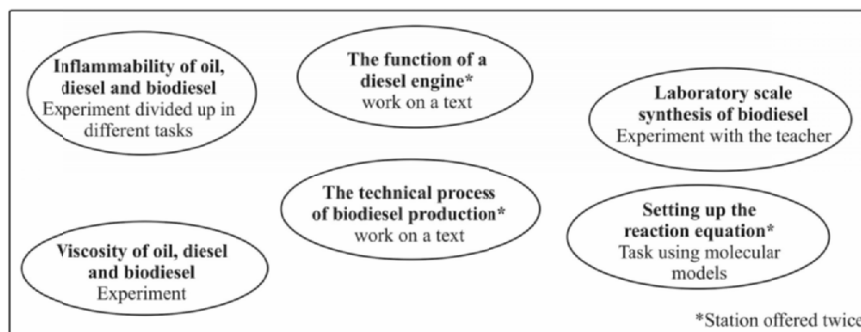 Inflammability of oil,
diesel and biodiesel
Experiment divided up in
different tasks
The function of a
diesel engine*
work on a text
Laboratory scale
synthesis of biodiesel
Experiment with the teacher
Viscosity of oil, diesel
and biodiesel
Experiment
The technical process
of biodiesel production*
work on a text
Setting up the
reaction equation*
Task using molecular
models
*Station offered twice